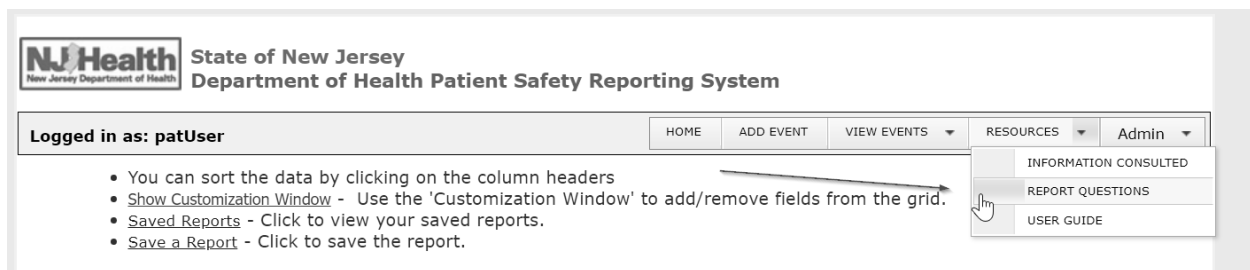 NJHealth
New Jersey Department of Health
State of New Jersey
Department of Health Patient Safety Reporting System
Logged in as: patUser
HOME ADD EVENT VIEW EVENTS RESOURCES Admin
INFORMATION CONSULTED
REPORT QUESTIONS
USER GUIDE
• You can sort the data by clicking on the column headers
• Show Customization Window - Use the 'Customization Window' to add/remove fields from the grid.
• Saved Reports - Click to view your saved reports.
• Save a Report - Click to save the report.